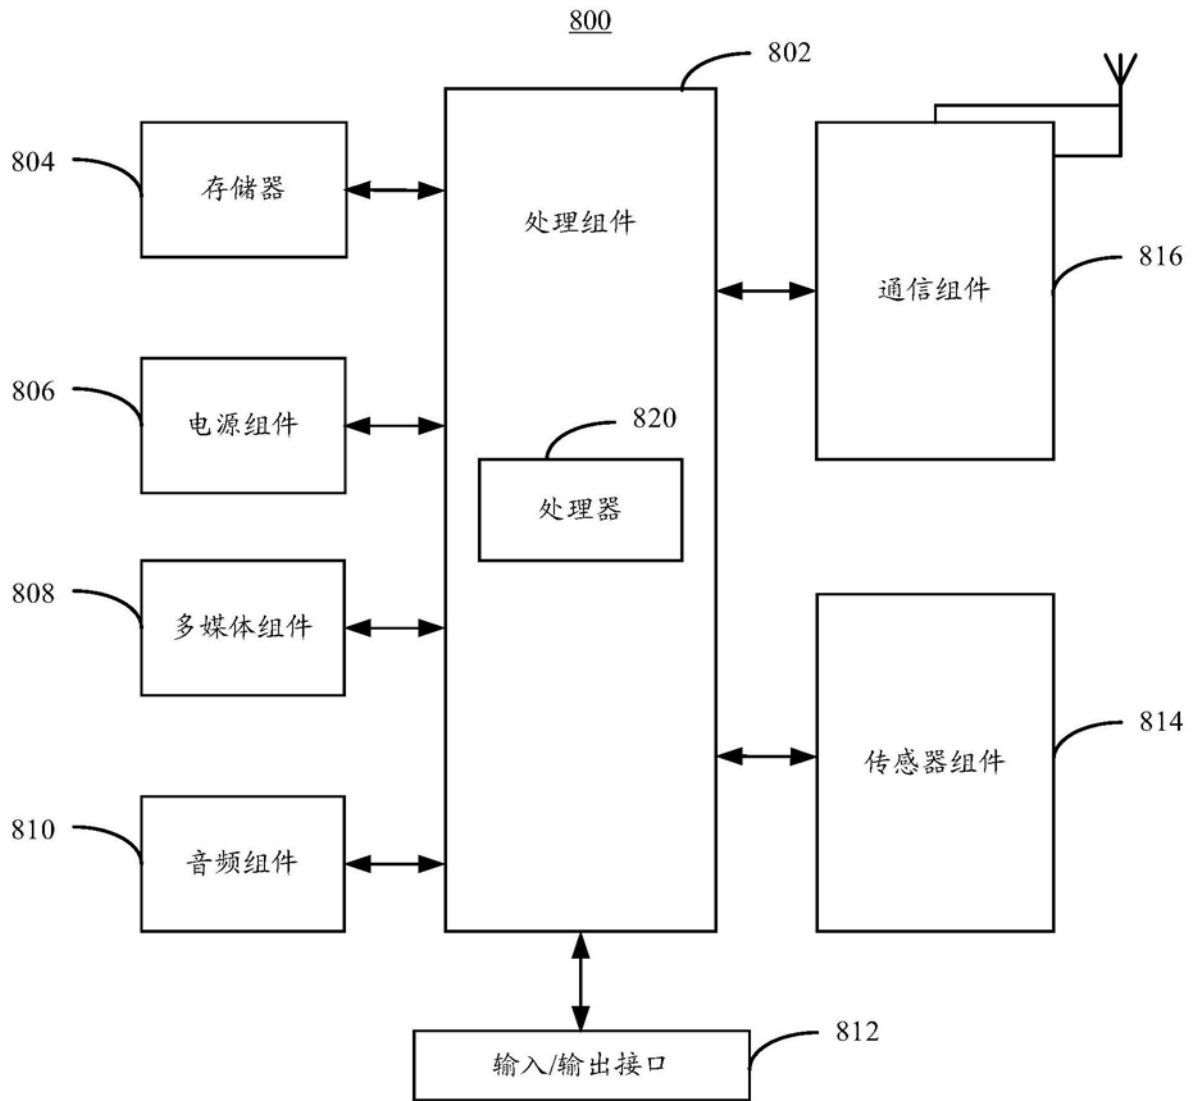 800
802
804
存储器
处理组件
816
通信组件
806
电源组件
820
处理器
808
多媒体组件
814
传感器组件
810
音频组件
812
输入/输出接口